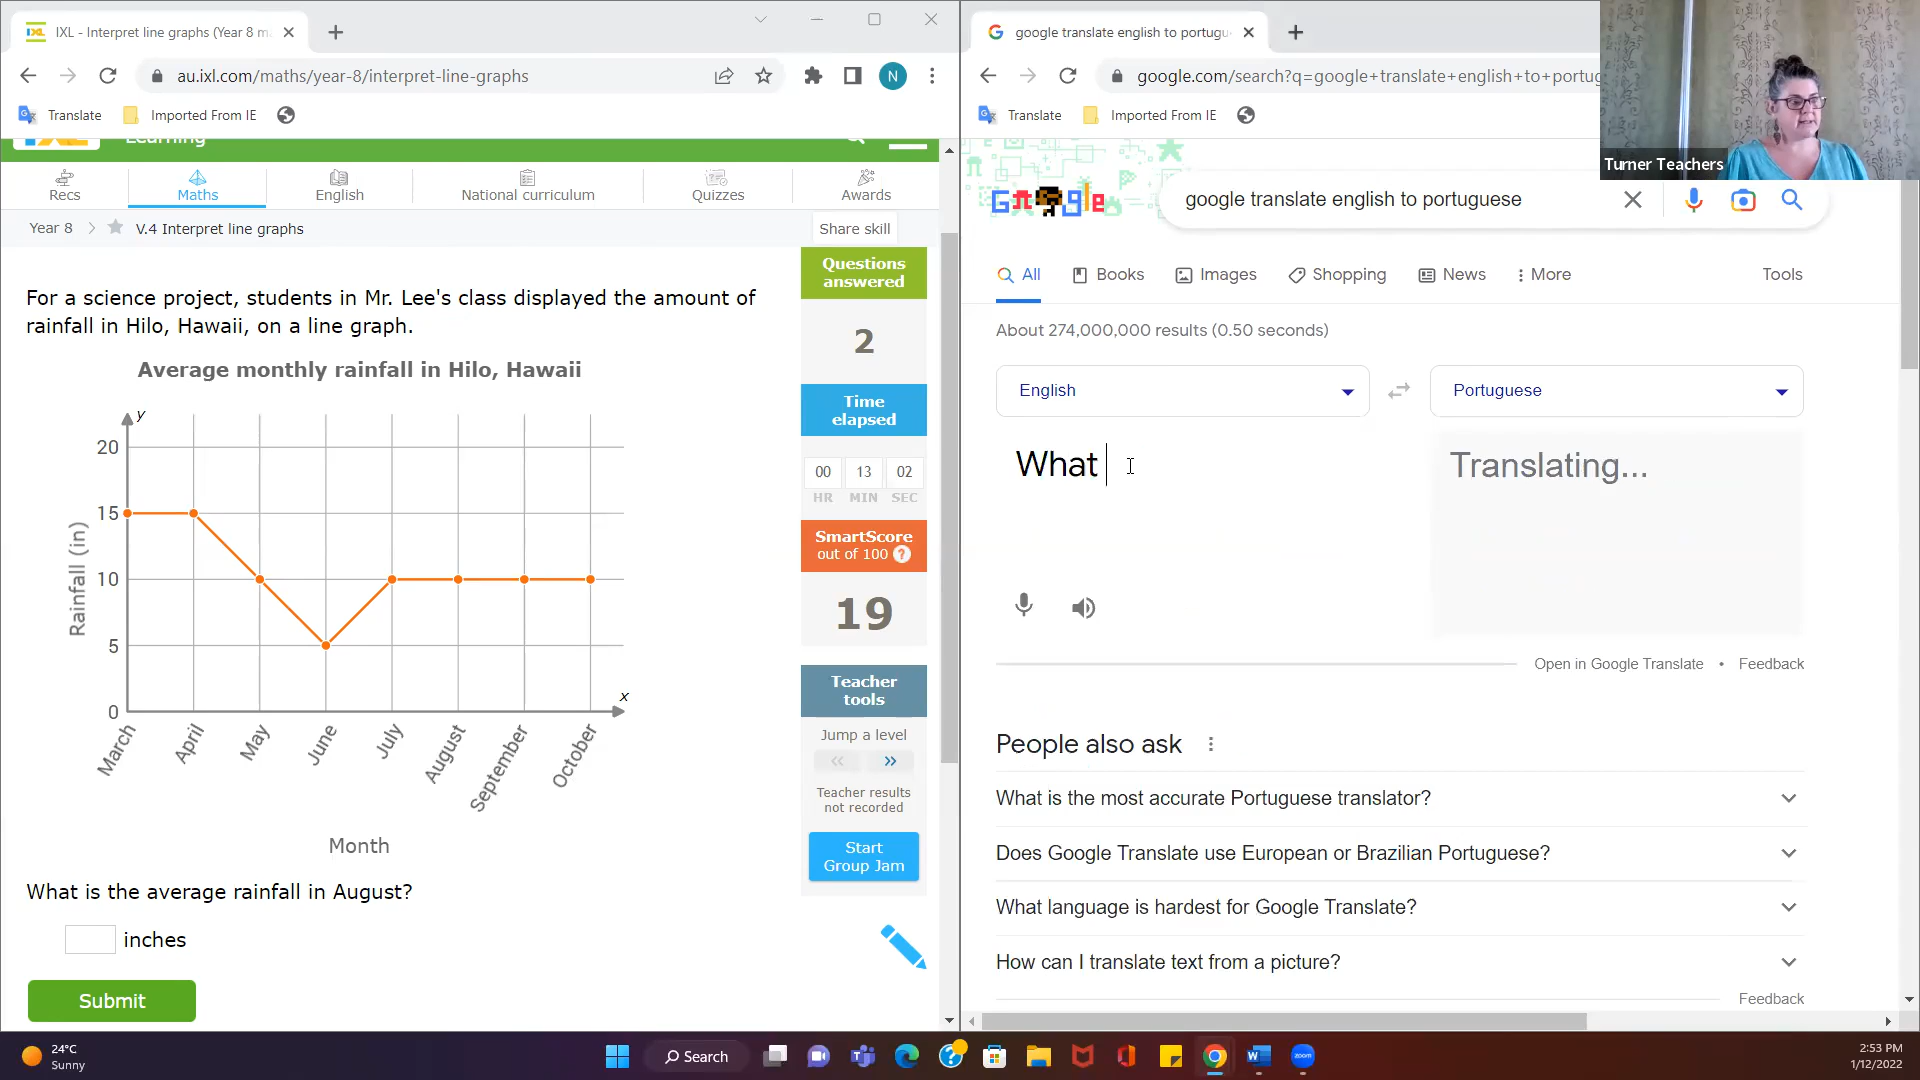 IXL - Interpret line graphs (Year 8 m
au.ixl.com/maths/year-8/interpret-line-graphs
N
Translate
Imported From IE
Learning
Recs
Maths
English
National curriculum
Quizzes
Awards
Year 8
V.4 Interpret line graphs
Share skill
For a science project, students in Mr. Lee's class displayed the amount of
rainfall in Hilo, Hawaii, on a line graph.
Average monthly rainfall in Hilo, Hawaii
y
20
15
10
5
0
Rainfall (in)
x
March
April
May
June
July
August
September
October
Month
What is the average rainfall in August?
inches
Submit
Questions
answered
2
Time
elapsed
00 13 02
HR MIN SEC
SmartScore
out of 100 ?
19
Teacher
tools
Jump a level
Teacher results
not recorded
Start
Group Jam
google translate english to portugu
google.com/search?q=google+translate+english+to+portug
Translate
Imported From IE
Turner Teachers
google translate english to portuguese
All
Books
Images
Shopping
News
More
Tools
About 274,000,000 results (0.50 seconds)
English
Portuguese
What
Translating...
Open in Google Translate • Feedback
People also ask
What is the most accurate Portuguese translator?
Does Google Translate use European or Brazilian Portuguese?
What language is hardest for Google Translate?
How can I translate text from a picture?
Feedback
24°C
Sunny
Search
zoom
2:53 PM
1/12/2022